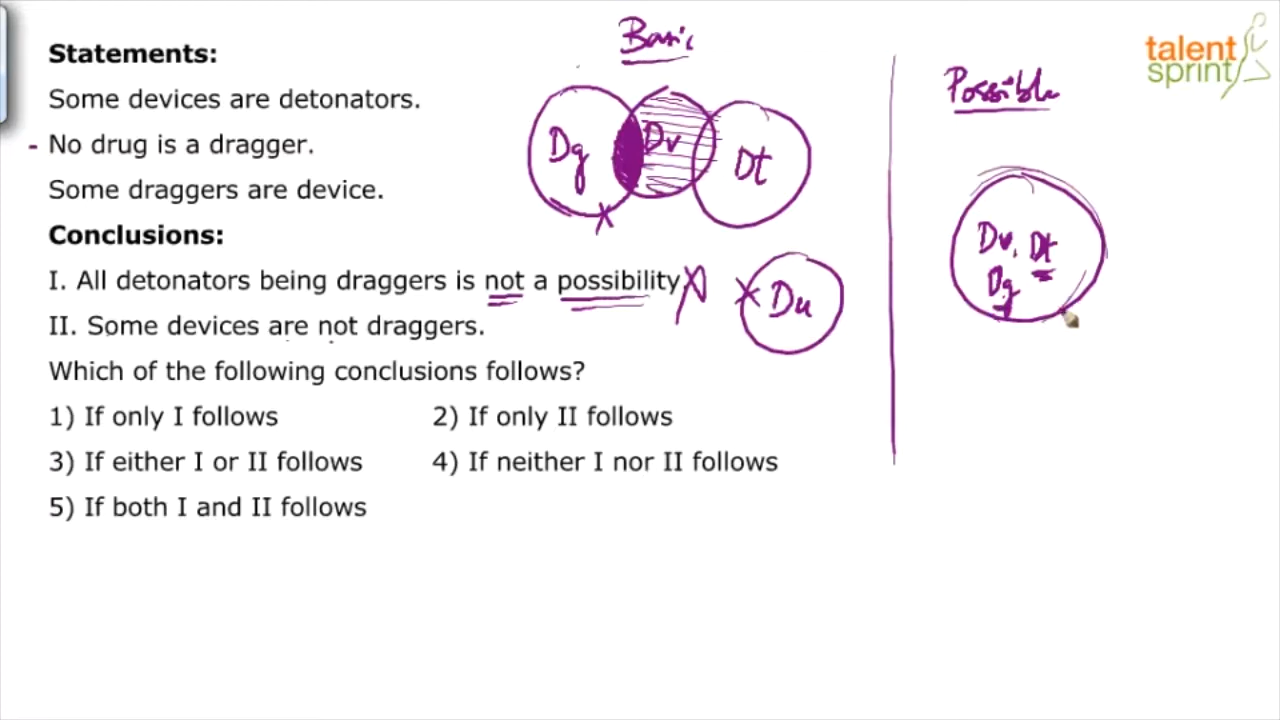 Statements:
Some devices are detonators.
- No drug is a dragger.
Some draggers are device.
Conclusions:
I. All detonators being draggers is not a possibility
II. Some devices are not draggers.
Which of the following conclusions follows?
1) If only I follows
2) If only II follows
3) If either I or II follows
4) If neither I nor II follows
5) If both I and II follows
Basic
Dg
Dv
Dt
Du
Possible
Dv, Dt
Dg
talent
sprint